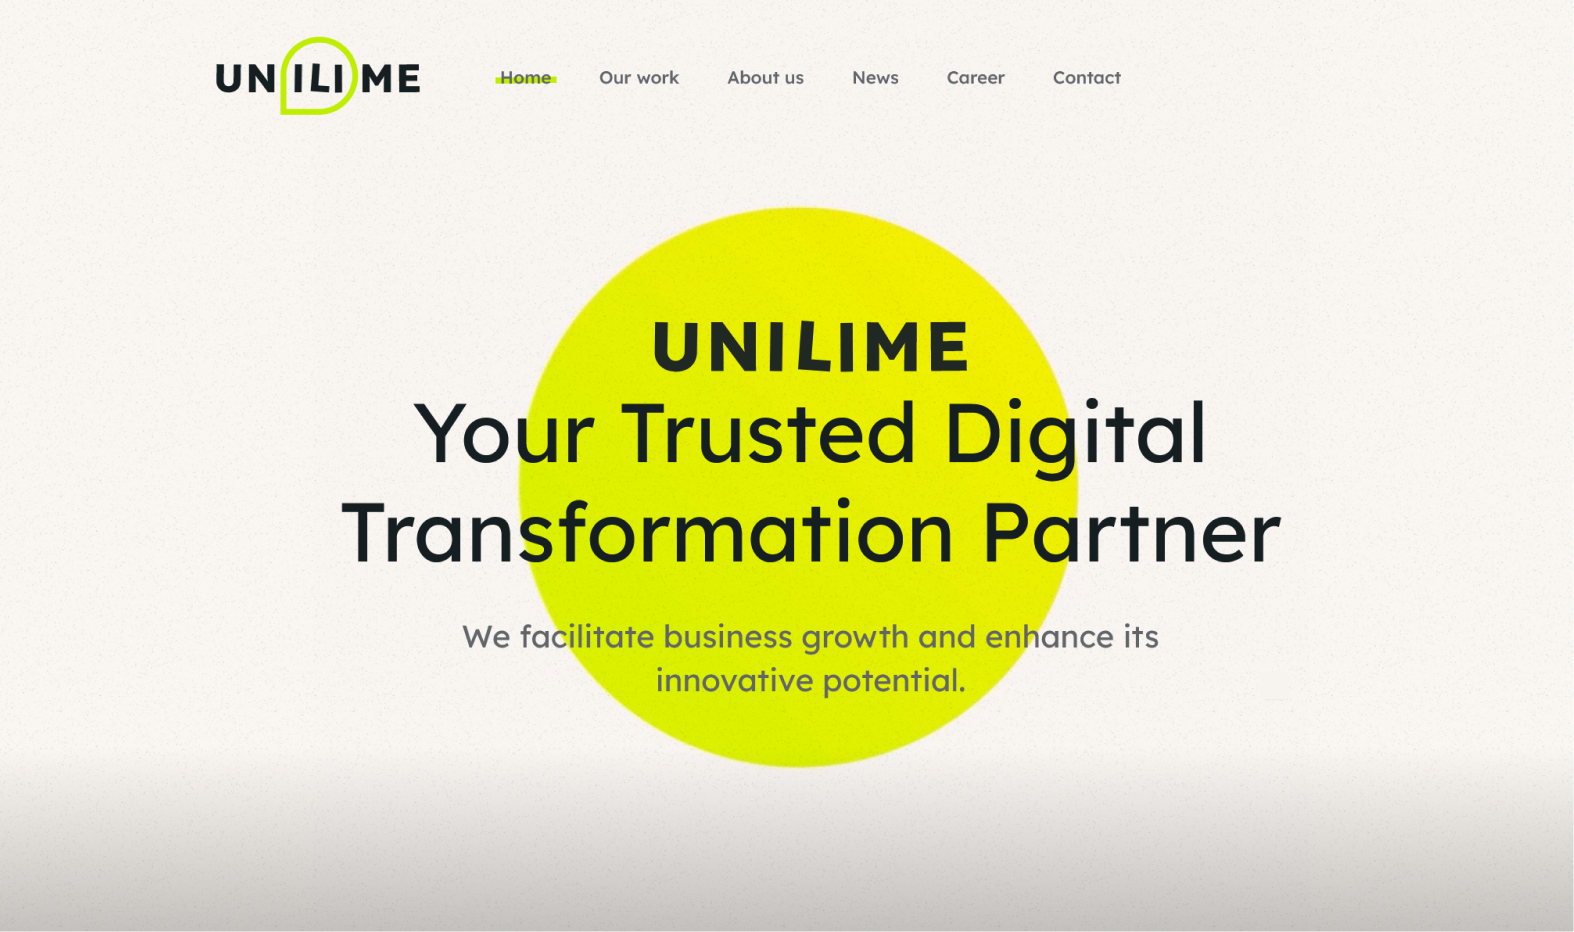 UNILIME
Home Our work About us News Career Contact
UNILIME
Your Trusted Digital
Transformation Partner
We facilitate business growth and enhance its
innovative potential.